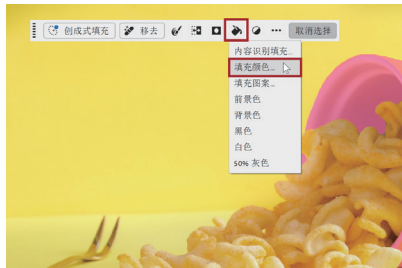 创成式填充 移去 取消选择
内容识别填充...
填充颜色...
填充图案...
前景色
背景色
黑色
白色
50% 灰色